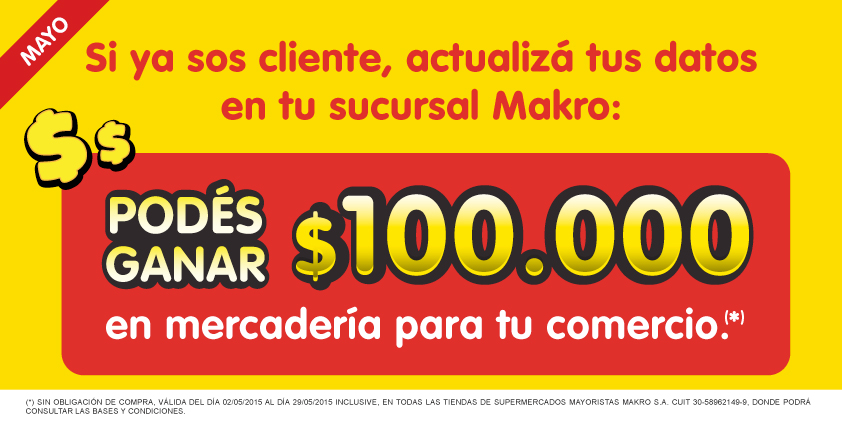 MAYO
Si ya sos cliente, actualizá tus datos
en tu sucursal Makro:
$ $
PODÉS
GANAR
$100.000
en mercadería para tu comercio.(*)
(*) SIN OBLIGACIÓN DE COMPRA, VÁLIDA DEL DÍA 02/05/2015 AL DÍA 29/05/2015 INCLUSIVE, EN TODAS LAS TIENDAS DE SUPERMERCADOS MAYORISTAS MAKRO S.A. CUIT 30-58962149-9, DONDE PODRÁ
CONSULTAR LAS BASES Y CONDICIONES.